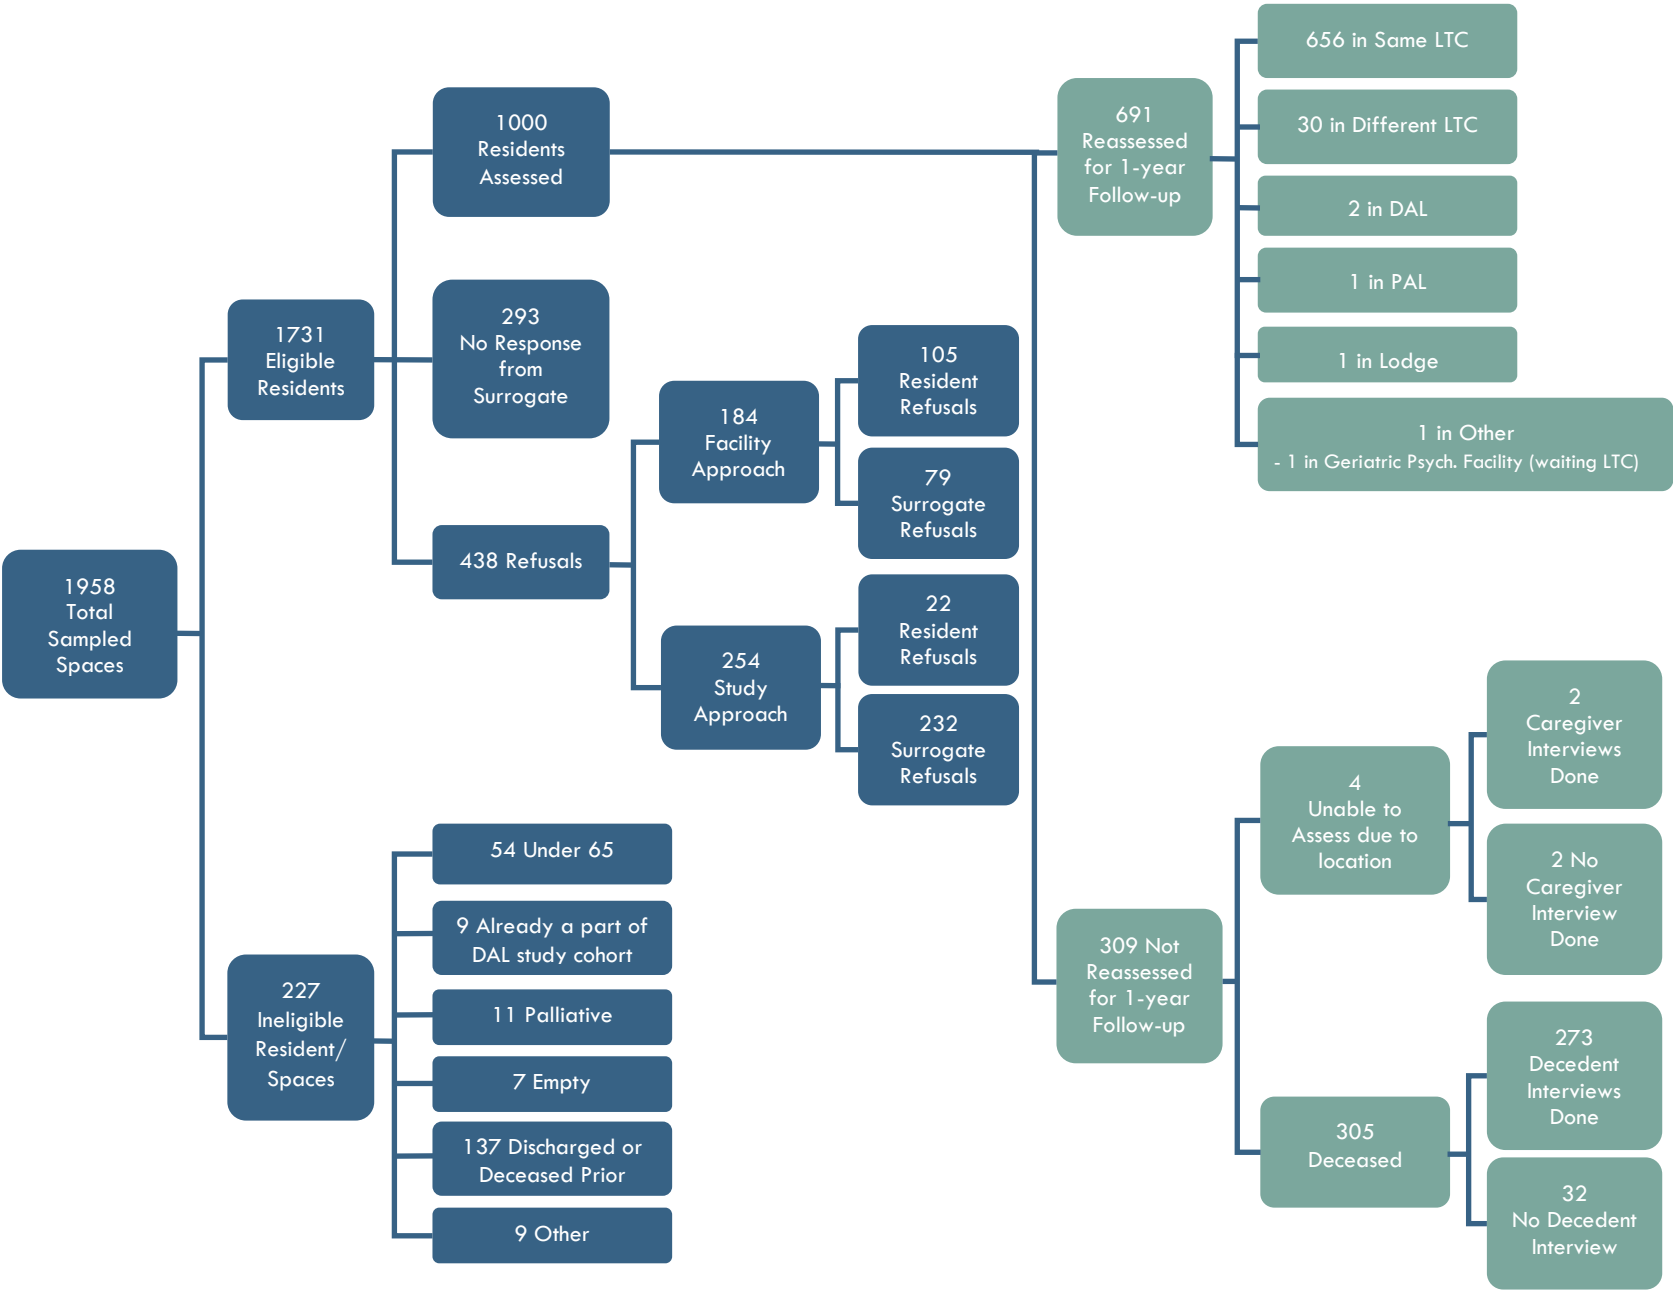 1958
Total
Sampled
Spaces
1731
Eligible
Residents
1000
Residents
Assessed
293
No Response
from
Surrogate
438 Refusals
184
Facility
Approach
105
Resident
Refusals
79
Surrogate
Refusals
254
Study
Approach
22
Resident
Refusals
232
Surrogate
Refusals
227
Ineligible
Resident/
Spaces
54 Under 65
9 Already a part of
DAL study cohort
11 Palliative
7 Empty
137 Discharged or
Deceased Prior
9 Other
691
Reassessed
for 1-year
Follow-up
656 in Same LTC
30 in Different LTC
2 in DAL
1 in PAL
1 in Lodge
1 in Other
- 1 in Geriatric Psych. Facility (waiting LTC)
309 Not
Reassessed
for 1-year
Follow-up
4
Unable to
Assess due to
location
2
Caregiver
Interviews
Done
2 No
Caregiver
Interview
Done
305
Deceased
273
Decedent
Interviews
Done
32
No Decedent
Interview